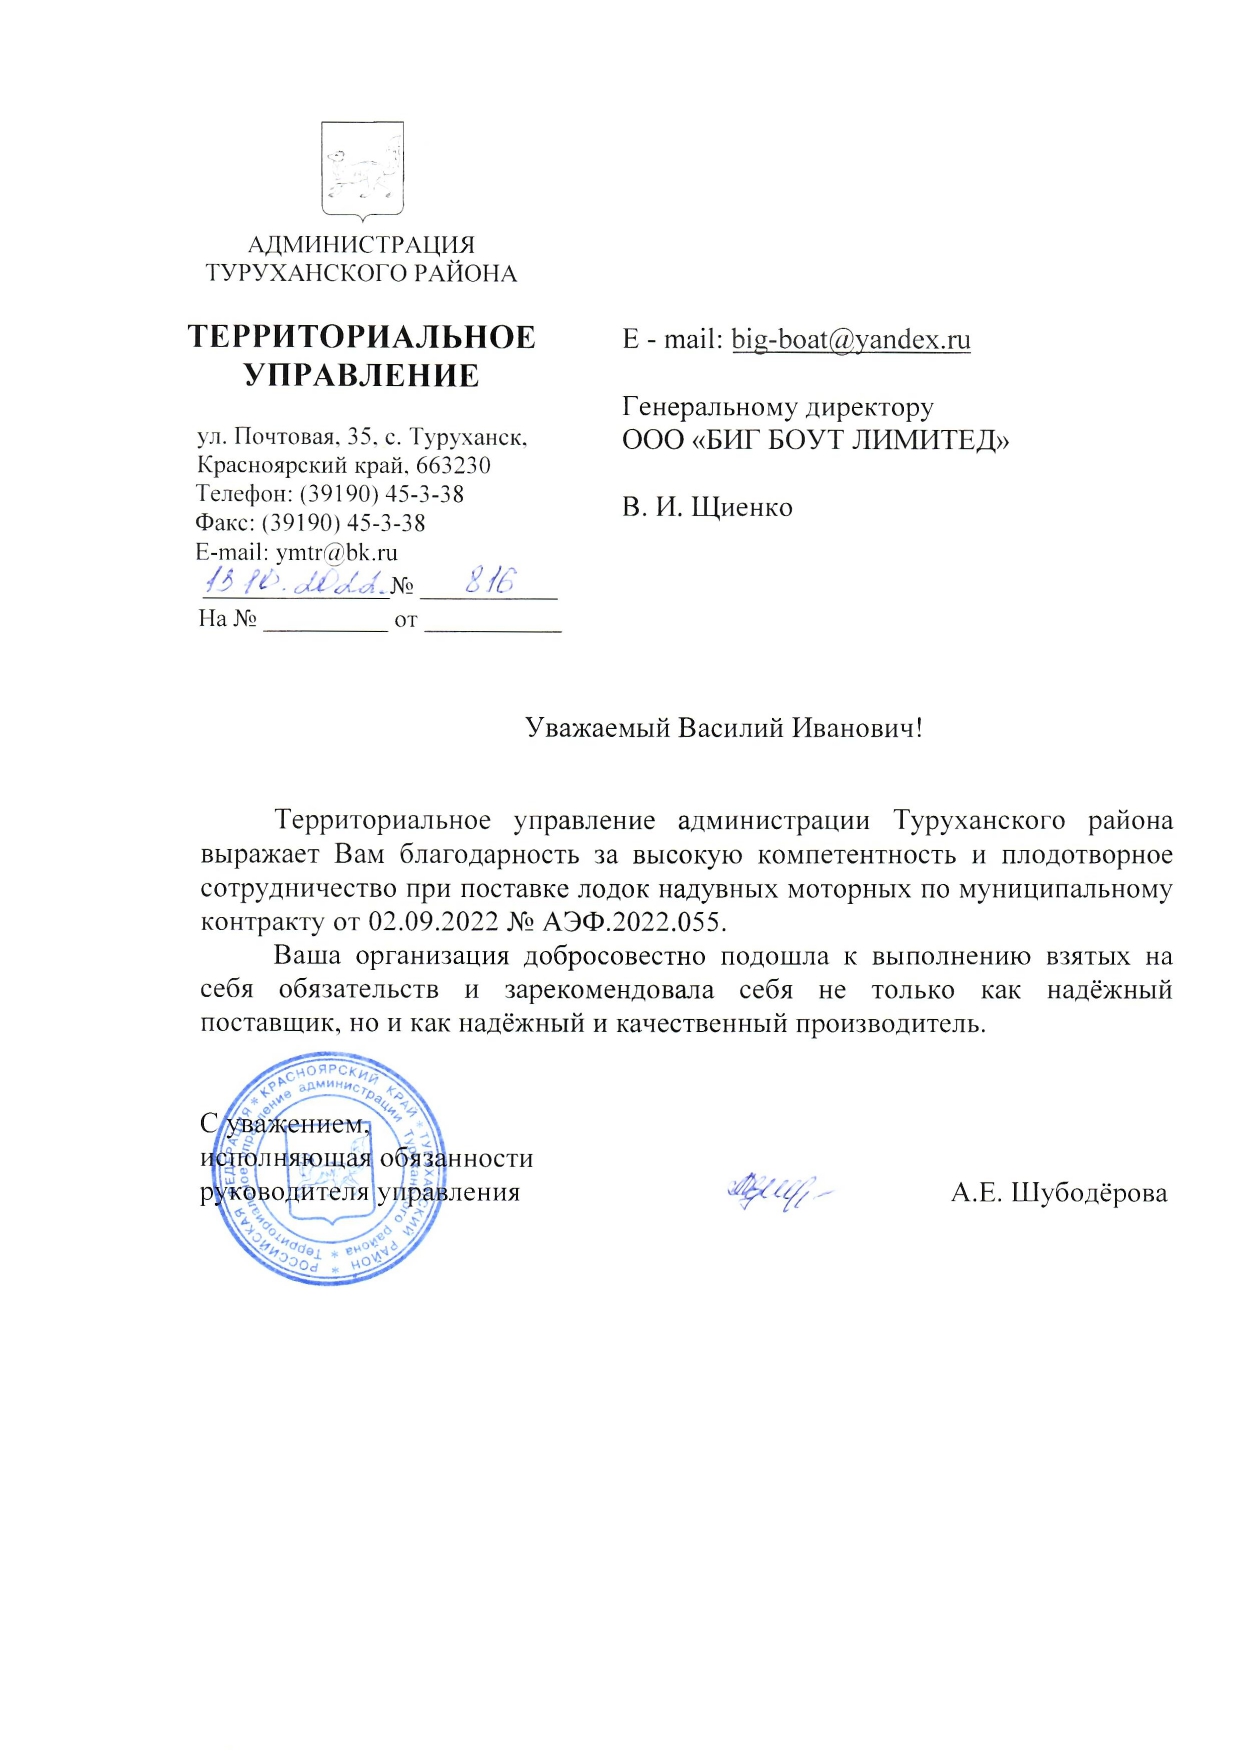 АДМИНИСТРАЦИЯ
ТУРУХАНСКОГО РАЙОНА
ТЕРРИТОРИАЛЬНОЕ
УПРАВЛЕНИЕ
ул. Почтовая, 35, с. Туруханск,
Красноярский край, 663230
Телефон: (39190) 45-3-38
Факс: (39190) 45-3-38
E-mail: ymtr@bk.ru
13.10.2022. № 816
На № __________ от ___________
E - mail: big-boat@yandex.ru
Генеральному директору
ООО «БИГ БОУТ ЛИМИТЕД»
В. И. Щиенко
Уважаемый Василий Иванович!
Территориальное управление администрации Туруханского района
выражает Вам благодарность за высокую компетентность и плодотворное
сотрудничество при поставке лодок надувных моторных по муниципальному
контракту от 02.09.2022 № АЭФ.2022.055.
Ваша организация добросовестно подошла к выполнению взятых на
себя обязательств и зарекомендовала себя не только как надёжный
поставщик, но и как надёжный и качественный производитель.
С уважением,
исполняющая обязанности
руководителя управления
А.Е. Шубодёрова
РОССИЙСКАЯ ФЕДЕРАЦИЯ * КРАСНОЯРСКИЙ КРАЙ * ТУРУХАНСКИЙ РАЙОН *
Территориальное управление администрации Туруханского района *